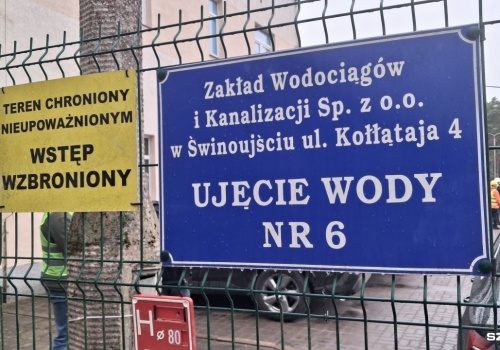 TEREN CHRONIONY
NIEUPOWAŻNIONYM
WSTĘP
WZBRONIONY
Zakład Wodociągów
i Kanalizacji Sp. z o.o.
w Świnoujściu ul. Kołłątaja 4
UJĘCIE WODY
NR 6
H ø 80